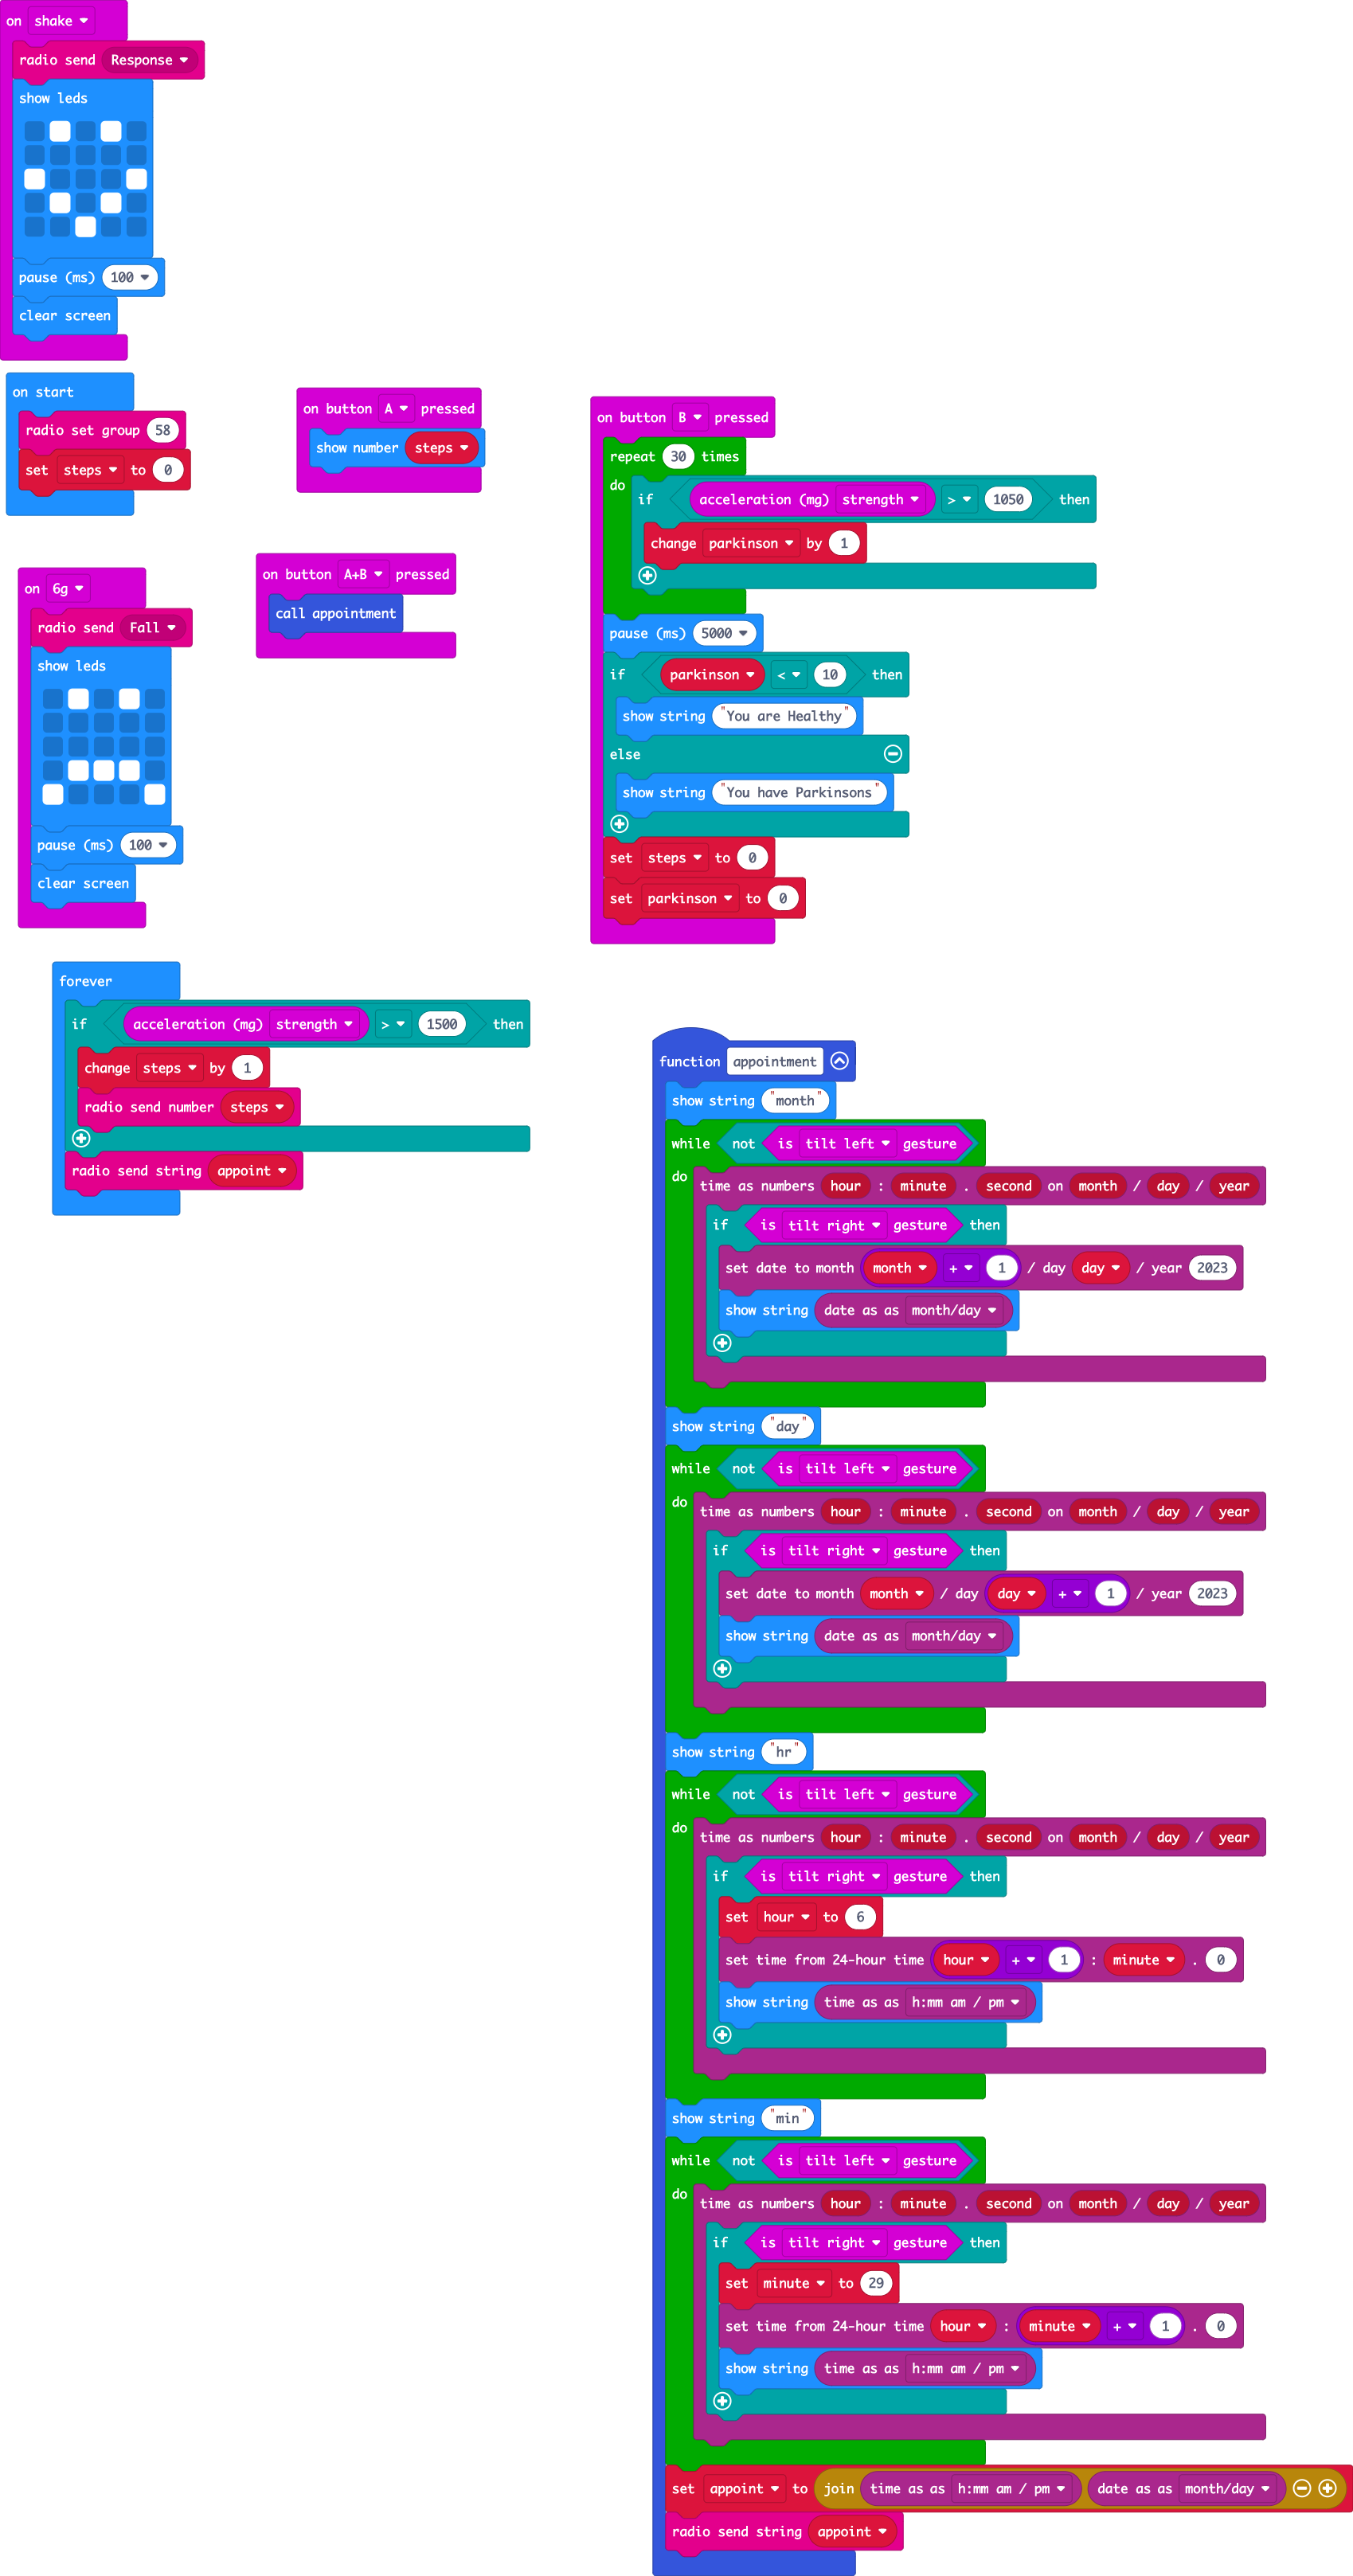 on shake
radio send Response
show leds
pause (ms) 100
clear screen
on start
radio set group 58
set steps to 0
on button A pressed
show number steps
on button A+B pressed
call appointment
on 6g
radio send Fall
show leds
pause (ms) 100
clear screen
on button B pressed
repeat 30 times
do
if acceleration (mg) strength > 1050 then
change parkinson by 1
pause (ms) 5000
if parkinson < 10 then
show string "You are Healthy"
else
show string "You have Parkinsons"
set steps to 0
set parkinson to 0
forever
if acceleration (mg) strength > 1500 then
change steps by 1
radio send number steps
radio send string appoint
function appointment
show string "month"
while not is tilt left gesture
do
time as numbers hour : minute . second on month / day / year
if is tilt right gesture then
set date to month month + 1 / day day / year 2023
show string date as as month/day
show string "day"
while not is tilt left gesture
do
time as numbers hour : minute . second on month / day / year
if is tilt right gesture then
set date to month month / day day + 1 / year 2023
show string date as as month/day
show string "hr"
while not is tilt left gesture
do
time as numbers hour : minute . second on month / day / year
if is tilt right gesture then
set hour to 6
set time from 24-hour time hour + 1 : minute . 0
show string time as as h:mm am / pm
show string "min"
while not is tilt left gesture
do
time as numbers hour : minute . second on month / day / year
if is tilt right gesture then
set minute to 29
set time from 24-hour time hour : minute + 1 . 0
show string time as as h:mm am / pm
set appoint to join time as as h:mm am / pm date as as month/day
radio send string appoint